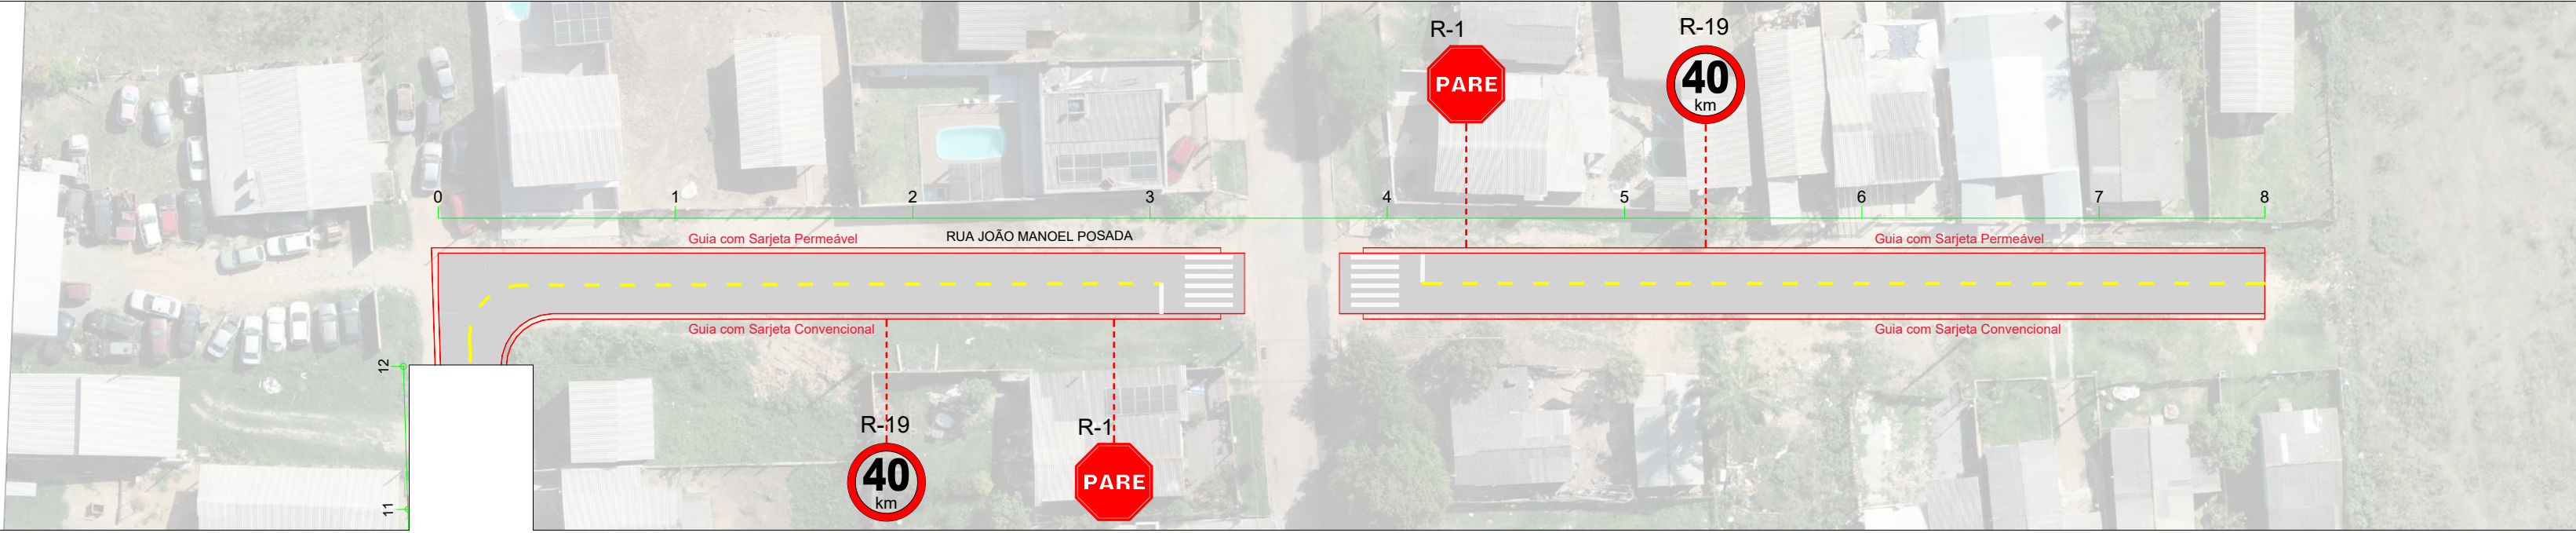 R-1
R-19
PARE
40
km
0
1
2
3
4
5
6
7
8
Guia com Sarjeta Permeável
RUA JOÃO MANOEL POSADA
Guia com Sarjeta Permeável
Guia com Sarjeta Convencional
Guia com Sarjeta Convencional
12
11
R-19
R-1
40
km
PARE